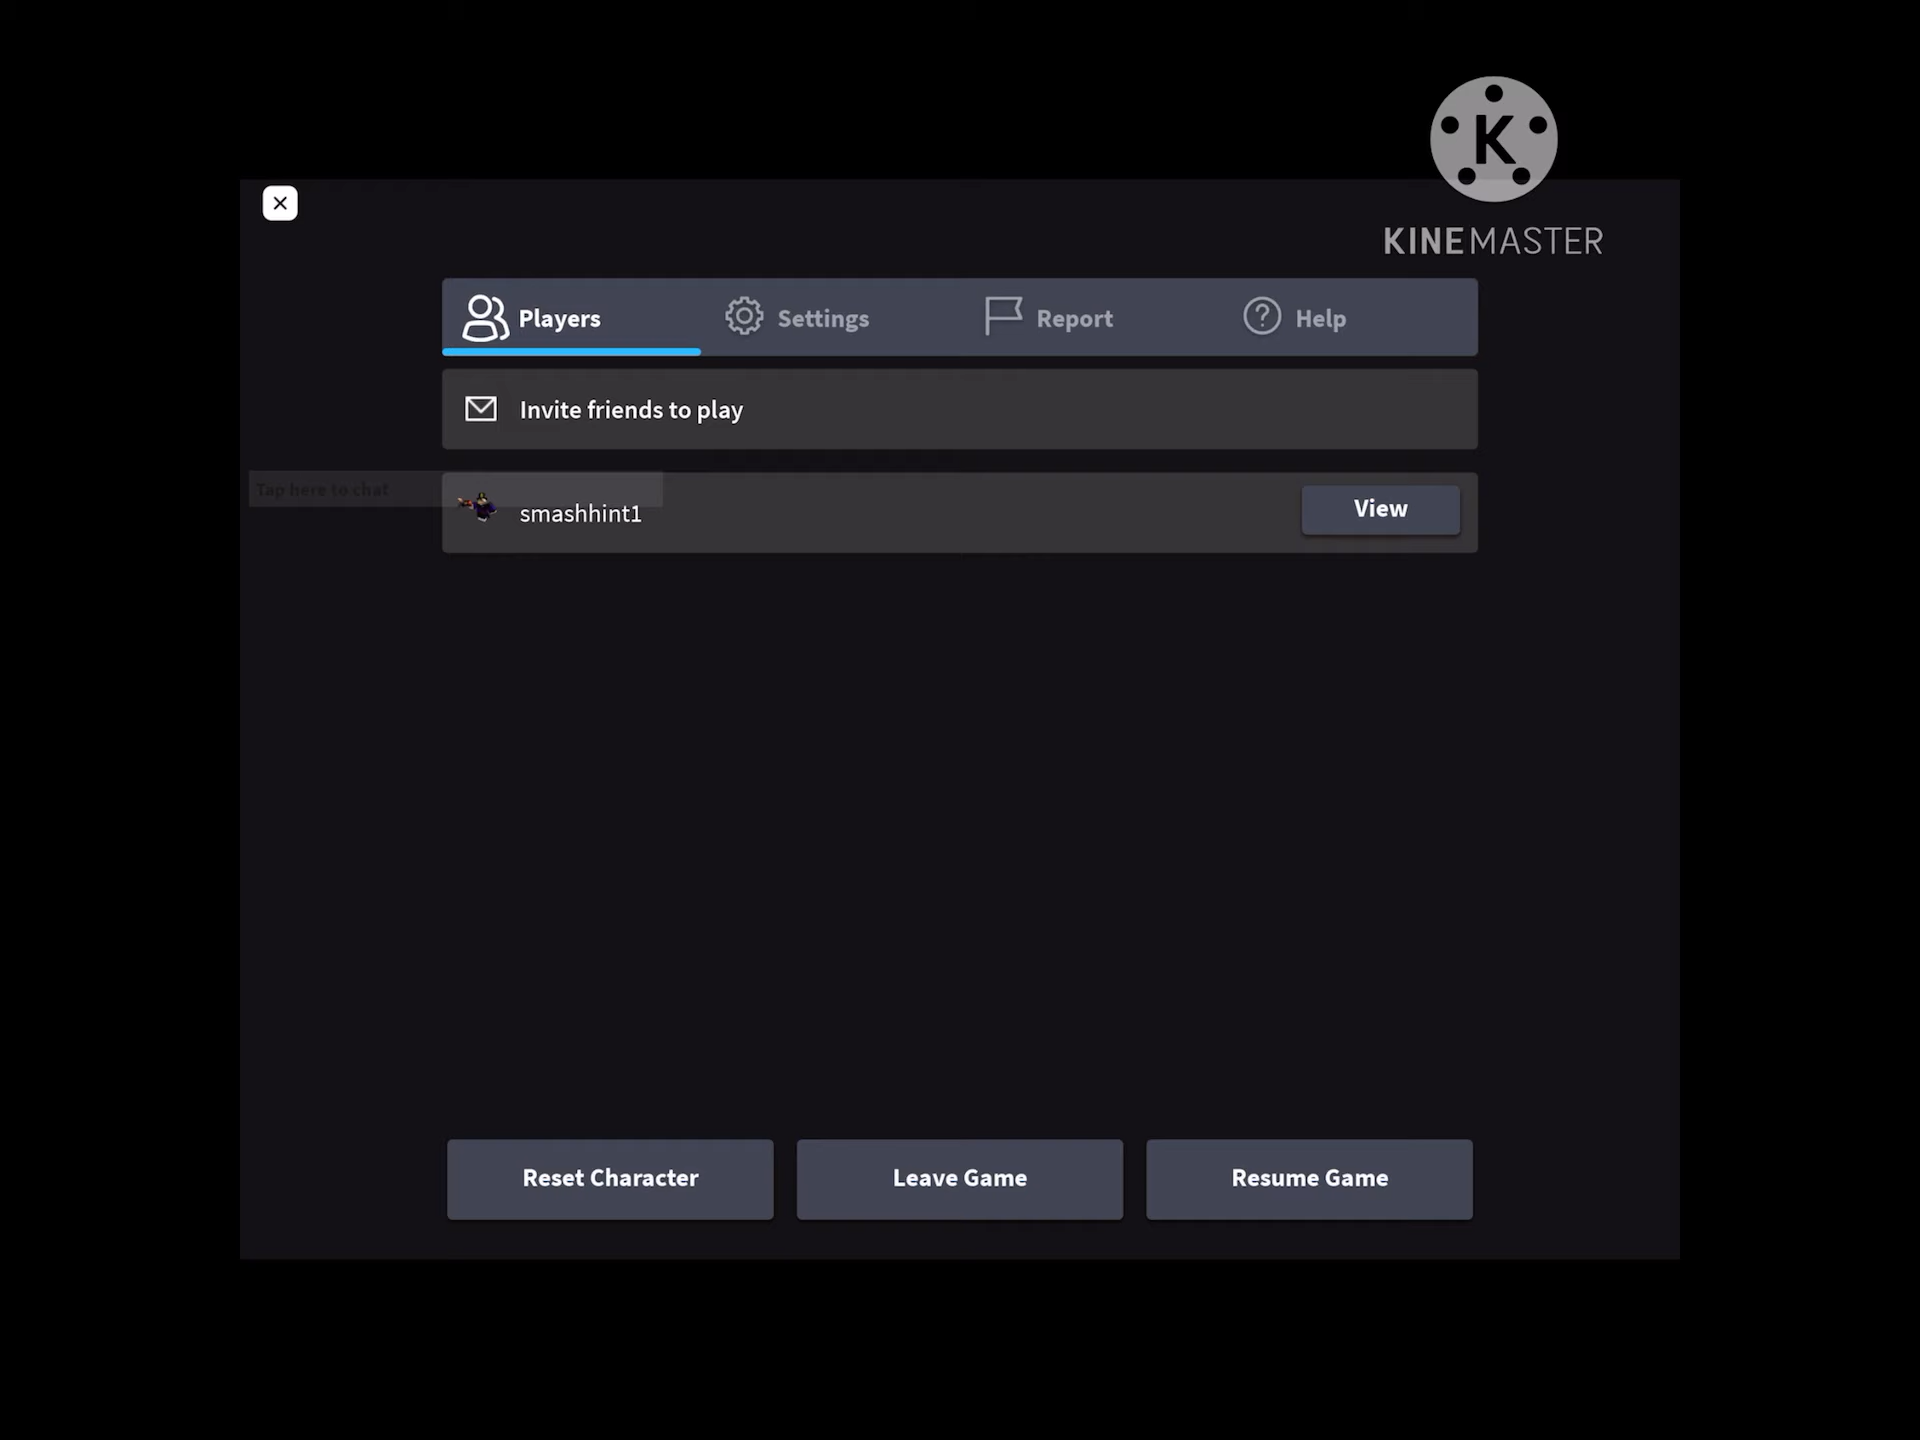 K
KINEMASTER
Players Settings Report Help
Invite friends to play
Tap here to chat
smashhint1 View
Reset Character Leave Game Resume Game